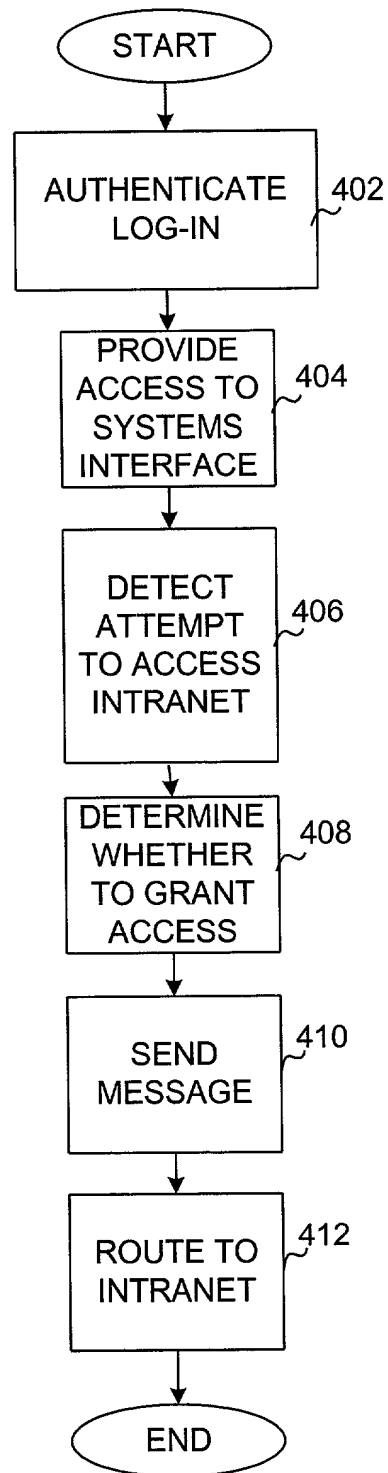 START
AUTHENTICATE
LOG-IN
402
PROVIDE
ACCESS TO
SYSTEMS
INTERFACE
404
DETECT
ATTEMPT
TO ACCESS
INTRANET
406
DETERMINE
WHETHER
TO GRANT
ACCESS
408
SEND
MESSAGE
410
ROUTE TO
INTRANET
412
END